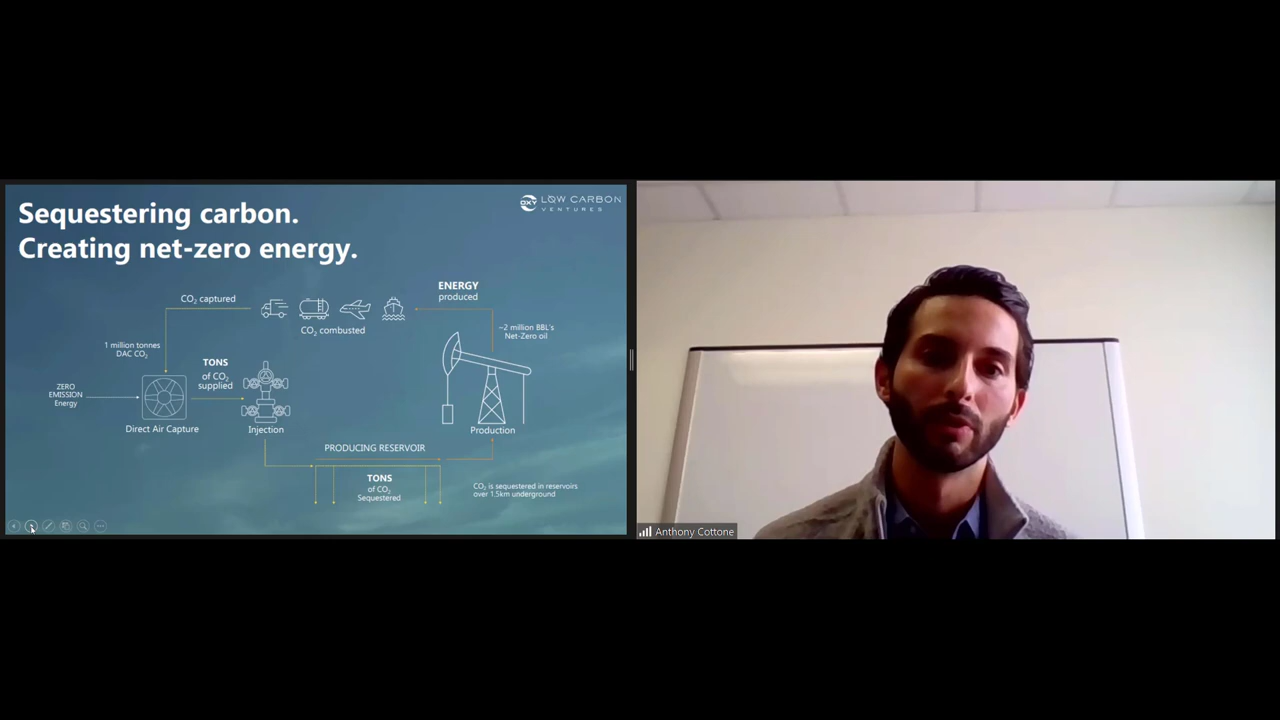 Sequestering carbon.
Creating net-zero energy.
OXY
LOW CARBON
VENTURES
CO₂ captured
CO₂ combusted
ENERGY
produced
~2 million BBL's
Net-Zero oil
1 million tonnes
DAC CO₂
TONS
of CO₂
supplied
ZERO
EMISSION
Energy
Direct Air Capture
Injection
Production
PRODUCING RESERVOIR
TONS
of CO₂
Sequestered
CO₂ is sequestered in reservoirs
over 1.5km underground
Anthony Cottone